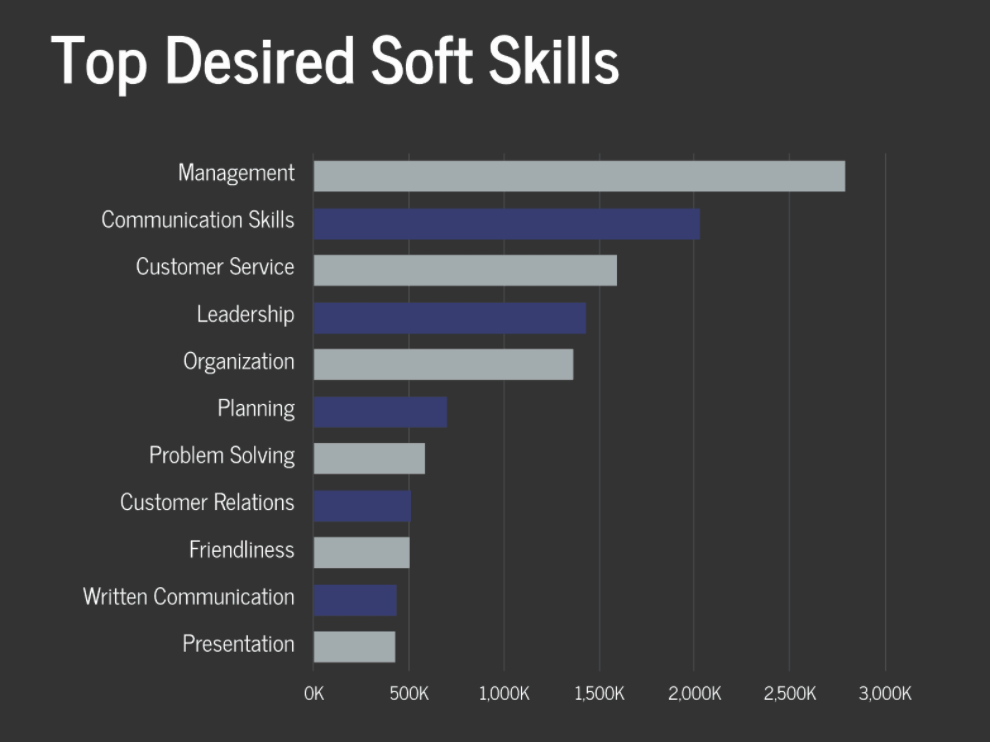 Top Desired Soft Skills
Management
Communication Skills
Customer Service
Leadership
Organization
Planning
Problem Solving
Customer Relations
Friendliness
Written Communication
Presentation
0K 500K 1,000K 1,500K 2,000K 2,500K 3,000K